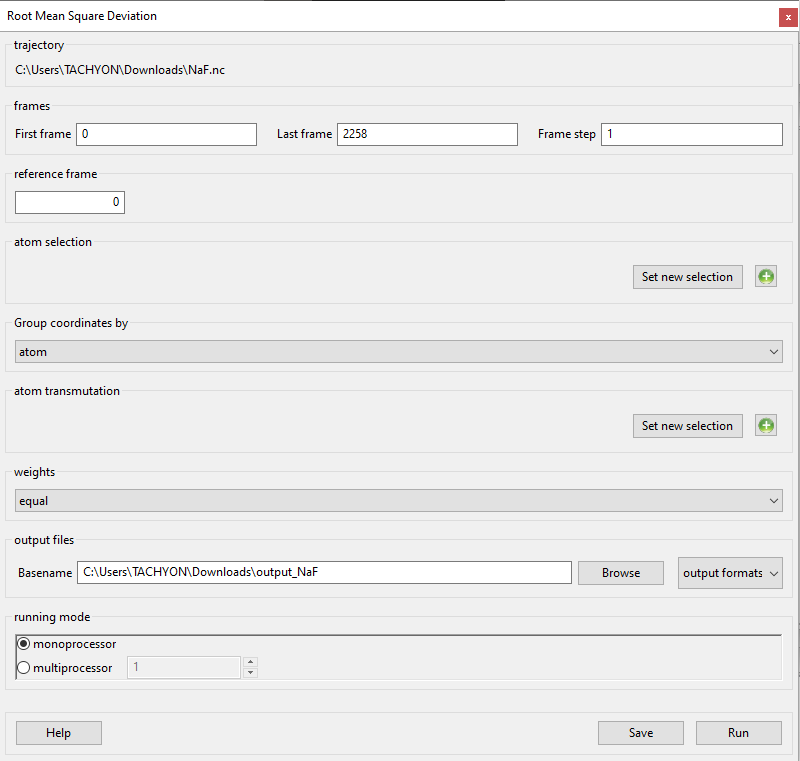 Root Mean Square Deviation
x
trajectory
C:\Users\TACHYON\Downloads\NaF.nc
frames
First frame 0 Last frame 2258 Frame step 1
reference frame
0
atom selection
Set new selection
Group coordinates by
atom
atom transmutation
Set new selection
weights
equal
output files
Basename C:\Users\TACHYON\Downloads\output_NaF Browse output formats
running mode
monoprocessor
multiprocessor 1
Help Save Run